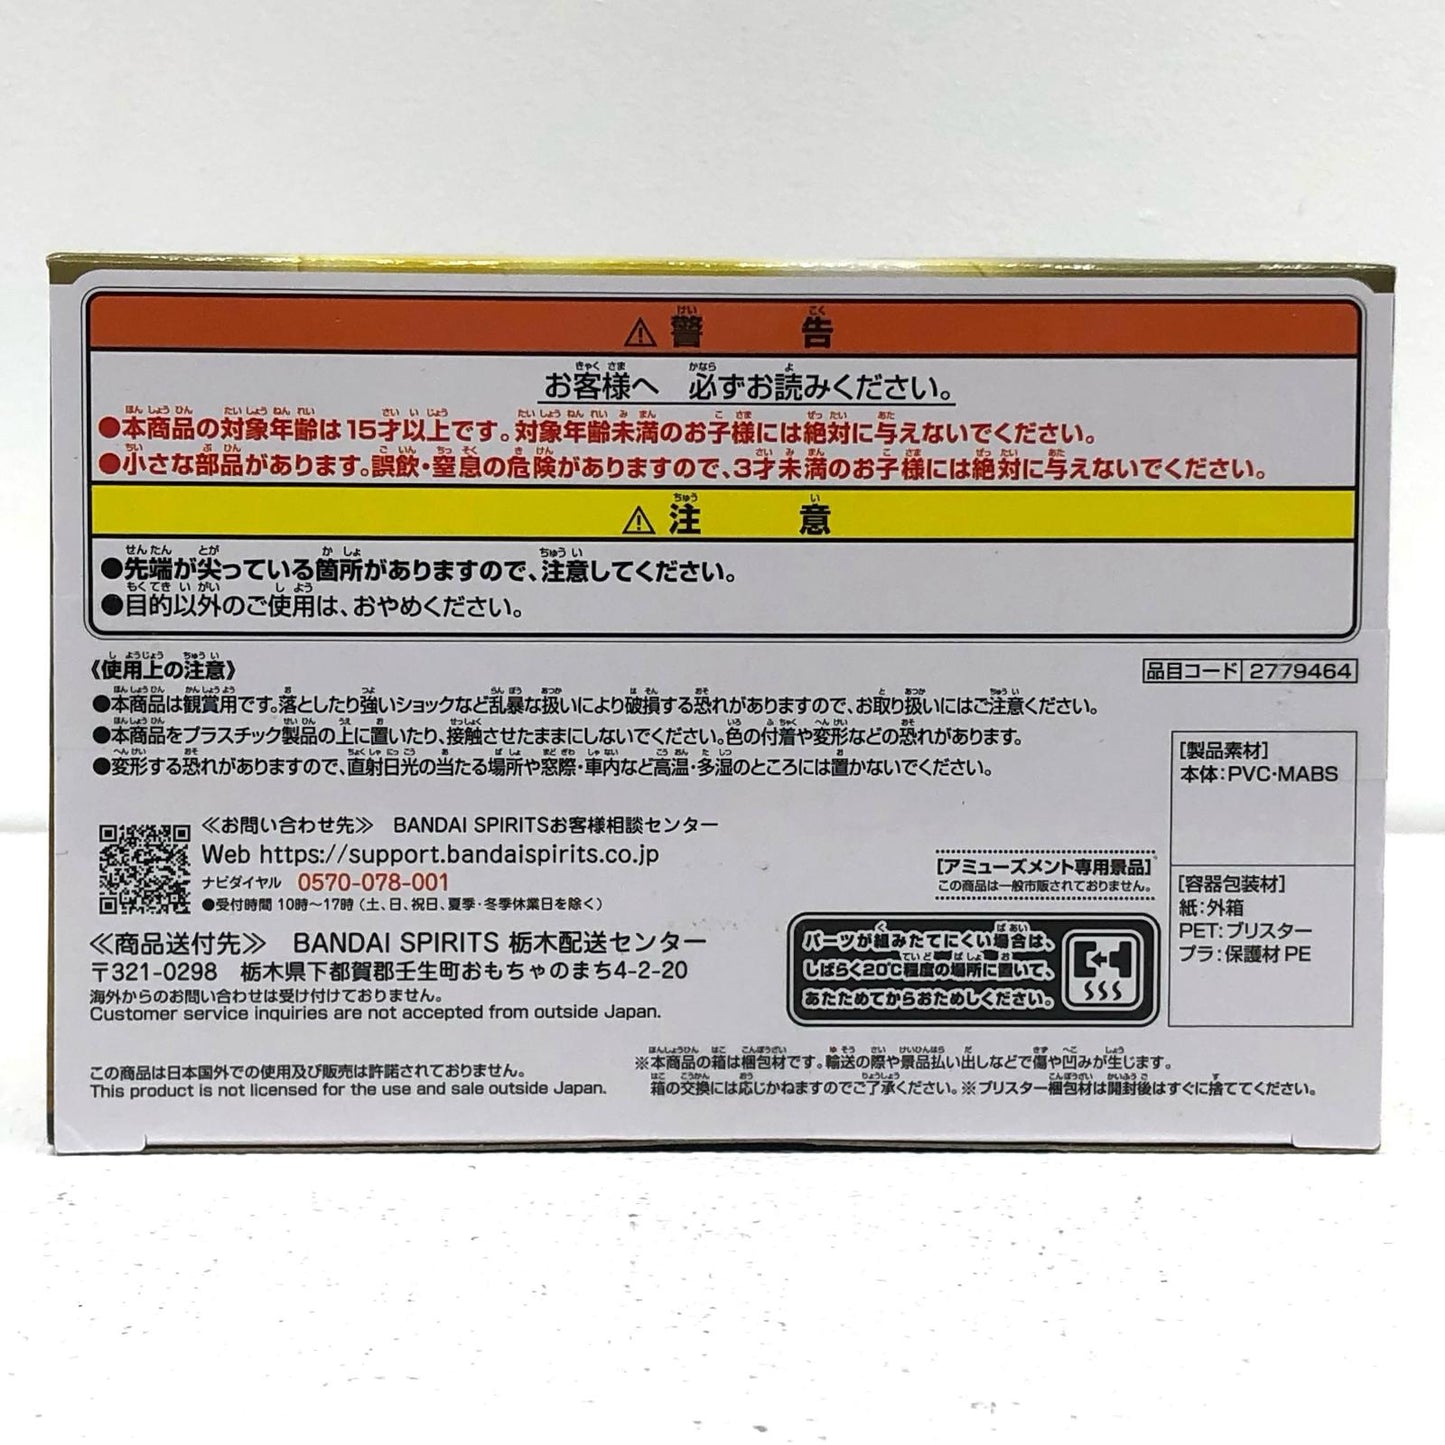 ⚠警告
お客様へ 必ずお読みください。
●本商品の対象年齢は15才以上です。対象年齢未満のお子様には絶対に与えないでください。
●小さな部品があります。誤飲・窒息の危険がありますので、3才未満のお子様には絶対に与えないでください。
⚠注意
●先端が尖っている箇所がありますので、注意してください。
●目的以外のご使用は、おやめください。
《使用上の注意》
品目コード 2779464
●本商品は観賞用です。落としたり強いショックなど乱暴な扱いにより破損する恐れがありますので、お取り扱いにはご注意ください。
●本商品をプラスチック製品の上に置いたり、接触させたままにしないでください。色の付着や変形などの恐れがあります。
●変形する恐れがありますので、直射日光の当たる場所や窓際・車内など高温・多湿のところには置かないでください。
[製品素材]
本体:PVC・MABS
[容器包装材]
紙:外箱
PET:ブリスター
プラ:保護材 PE
≪お問い合わせ先≫ BANDAI SPIRITSお客様相談センター
Web https://support.bandaispirits.co.jp
ナビダイヤル 0570-078-001
●受付時間 10時～17時(土、日、祝日、夏季・冬季休業日を除く)
[アミューズメント専用景品]
この商品は一般市販されておりません。
パーツが組みたてにくい場合は、
しばらく20℃程度の場所に置いて、
あたためてからおためしください。
≪商品送付先≫ BANDAI SPIRITS 栃木配送センター
〒321-0298 栃木県下都賀郡壬生町おもちゃのまち4-2-20
海外からのお問い合わせは受け付けておりません。
Customer service inquiries are not accepted from outside Japan.
この商品は日本国外での使用及び販売は許諾されておりません。
This product is not licensed for the use and sale outside Japan.
※本商品の箱は梱包材です。輸送の際や景品払い出しなどで傷や凹みが生じます。
箱の交換には応じかねますのでご了承ください。※ブリスター梱包材は開封後はすぐに捨ててください。